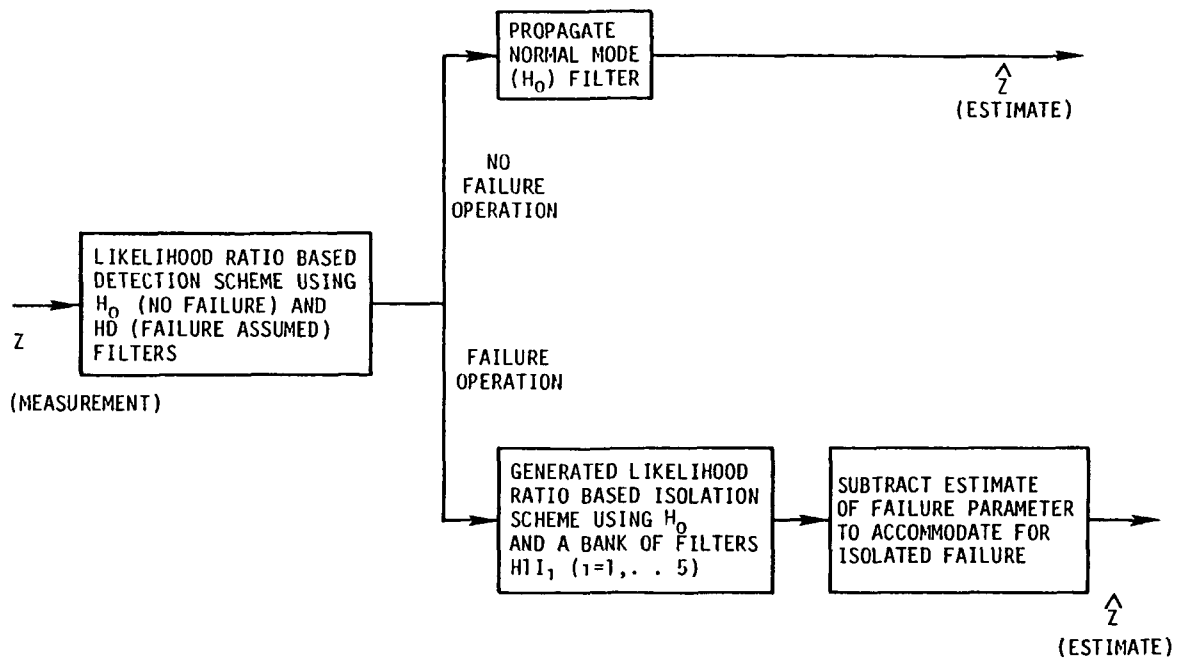 PROPAGATE
NORMAL MODE
(H₀) FILTER
Ẑ
(ESTIMATE)
NO
FAILURE
OPERATION
LIKELIHOOD RATIO BASED
DETECTION SCHEME USING
H₀ (NO FAILURE) AND
HD (FAILURE ASSUMED)
FILTERS
Z
(MEASUREMENT)
FAILURE
OPERATION
GENERATED LIKELIHOOD
RATIO BASED ISOLATION
SCHEME USING H₀
AND A BANK OF FILTERS
H1I₁ (ı=1,. . 5)
SUBTRACT ESTIMATE
OF FAILURE PARAMETER
TO ACCOMMODATE FOR
ISOLATED FAILURE
Ẑ
(ESTIMATE)